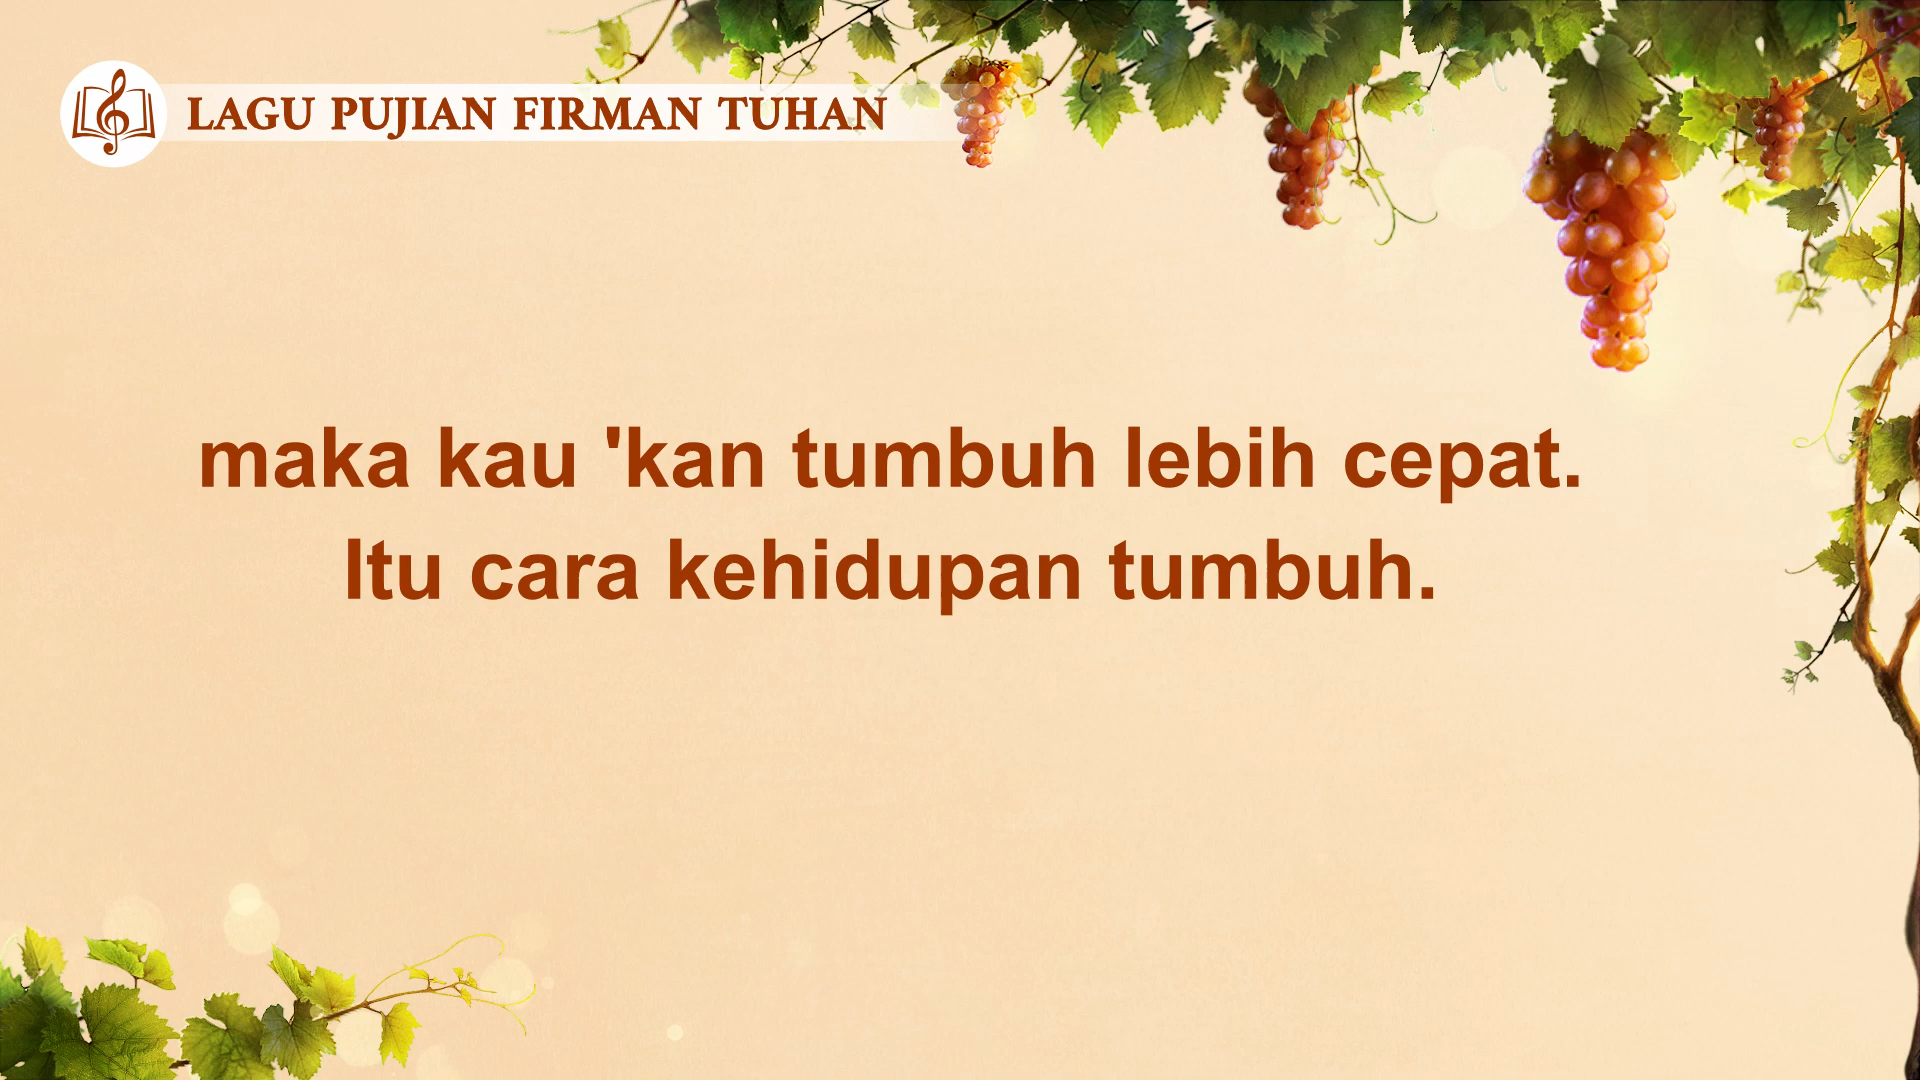 LAGU PUJIAN FIRMAN TUHAN
maka kau 'kan tumbuh lebih cepat.
Itu cara kehidupan tumbuh.